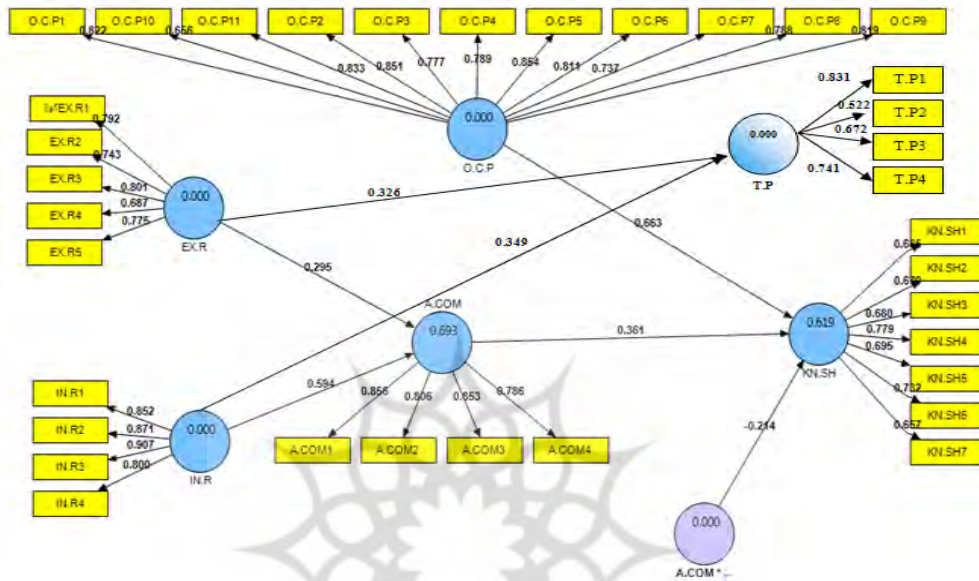 O.C.P1 O.C.P10 O.C.P11 O.C.P2 O.C.P3 O.C.P4 O.C.P5 O.C.P6 O.C.P7 O.C.P8 O.C.P9
0.822 0.656 0.833 0.851 0.777 0.789 0.854 0.811 0.737 0.788 0.819
0.000
O.C.P
EX.R1
EX.R2
EX.R3
EX.R4
EX.R5
0.792
0.743
0.801
0.687
0.775
0.000
EX.R
0.326
0.000
T.P
0.831
0.522
0.672
0.741
T.P1
T.P2
T.P3
T.P4
0.663
0.349
0.295
A.COM
0.693
0.361
0.594
0.856 0.806 0.853 0.786
A.COM1 A.COM2 A.COM3 A.COM4
IN.R1
IN.R2
IN.R3
IN.R4
0.852
0.871
0.907
0.800
0.000
IN.R
0.619
KN.SH
0.680
0.779
0.695
0.732
0.657
KN.SH1
KN.SH2
KN.SH3
KN.SH4
KN.SH5
KN.SH6
KN.SH7
-0.214
0.000
A.COM * ...